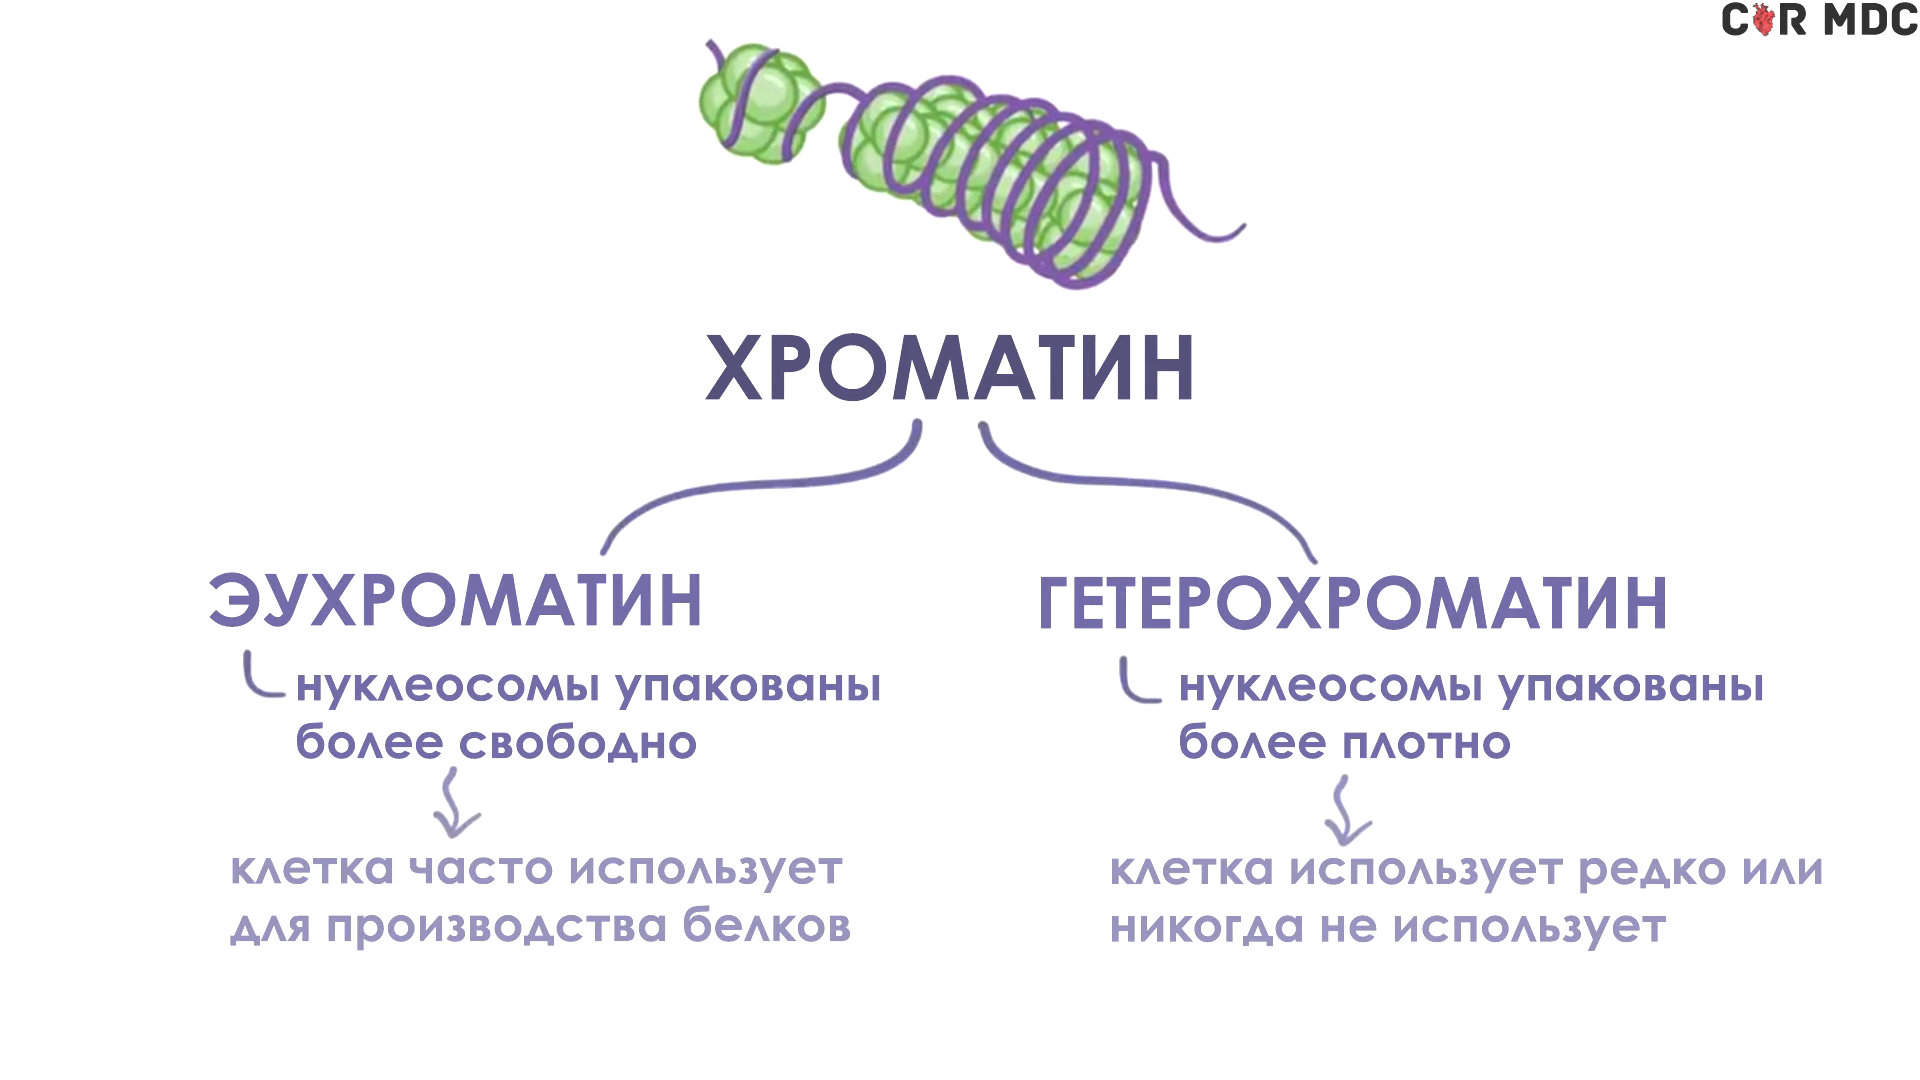 COR MDC
ХРОМАТИН
ЭУХРОМАТИН
нуклеосомы упакованы
более свободно
клетка часто использует
для производства белков
ГЕТЕРОХРОМАТИН
нуклеосомы упакованы
более плотно
клетка использует редко или
никогда не использует